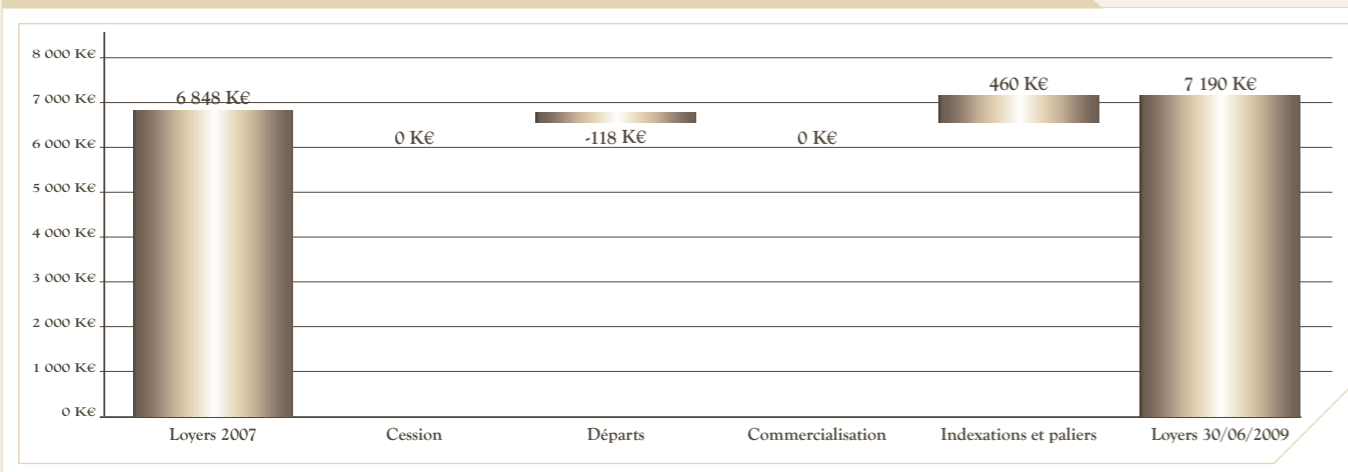 8 000 K€
7 000 K€
6 000 K€
5 000 K€
4 000 K€
3 000 K€
2 000 K€
1 000 K€
0 K€
6 848 K€
0 K€
-118 K€
0 K€
460 K€
7 190 K€
Loyers 2007
Cession
Départs
Commercialisation
Indexations et paliers
Loyers 30/06/2009